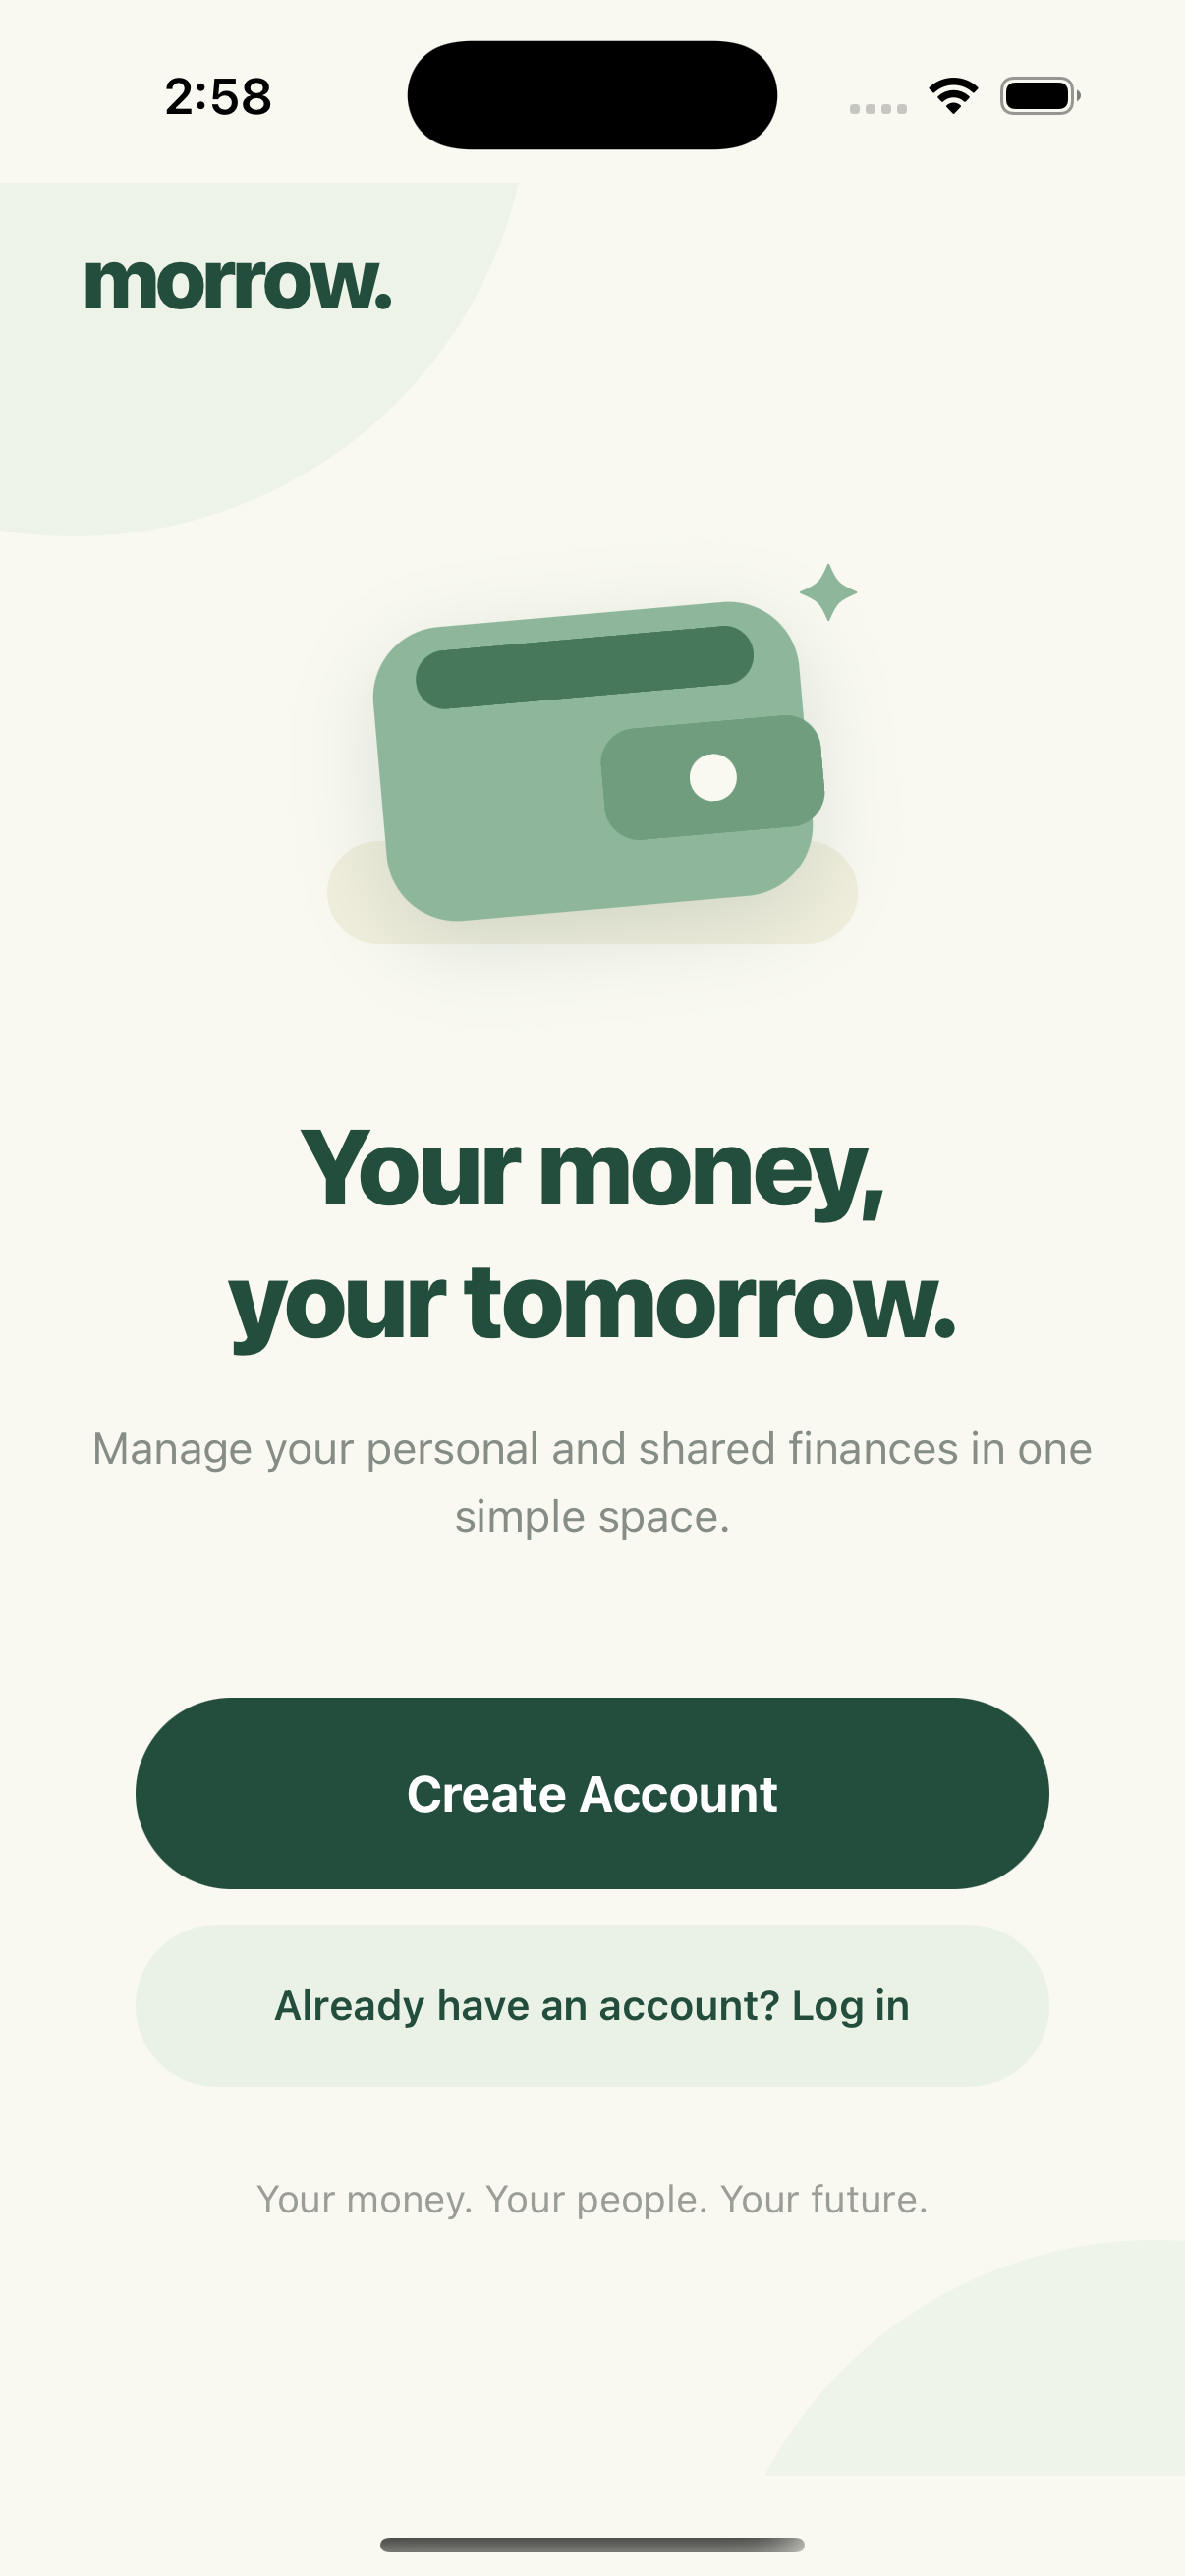 2:58
morrow.
Your money,
your tomorrow.
Manage your personal and shared finances in one
simple space.
Create Account
Already have an account? Log in
Your money. Your people. Your future.